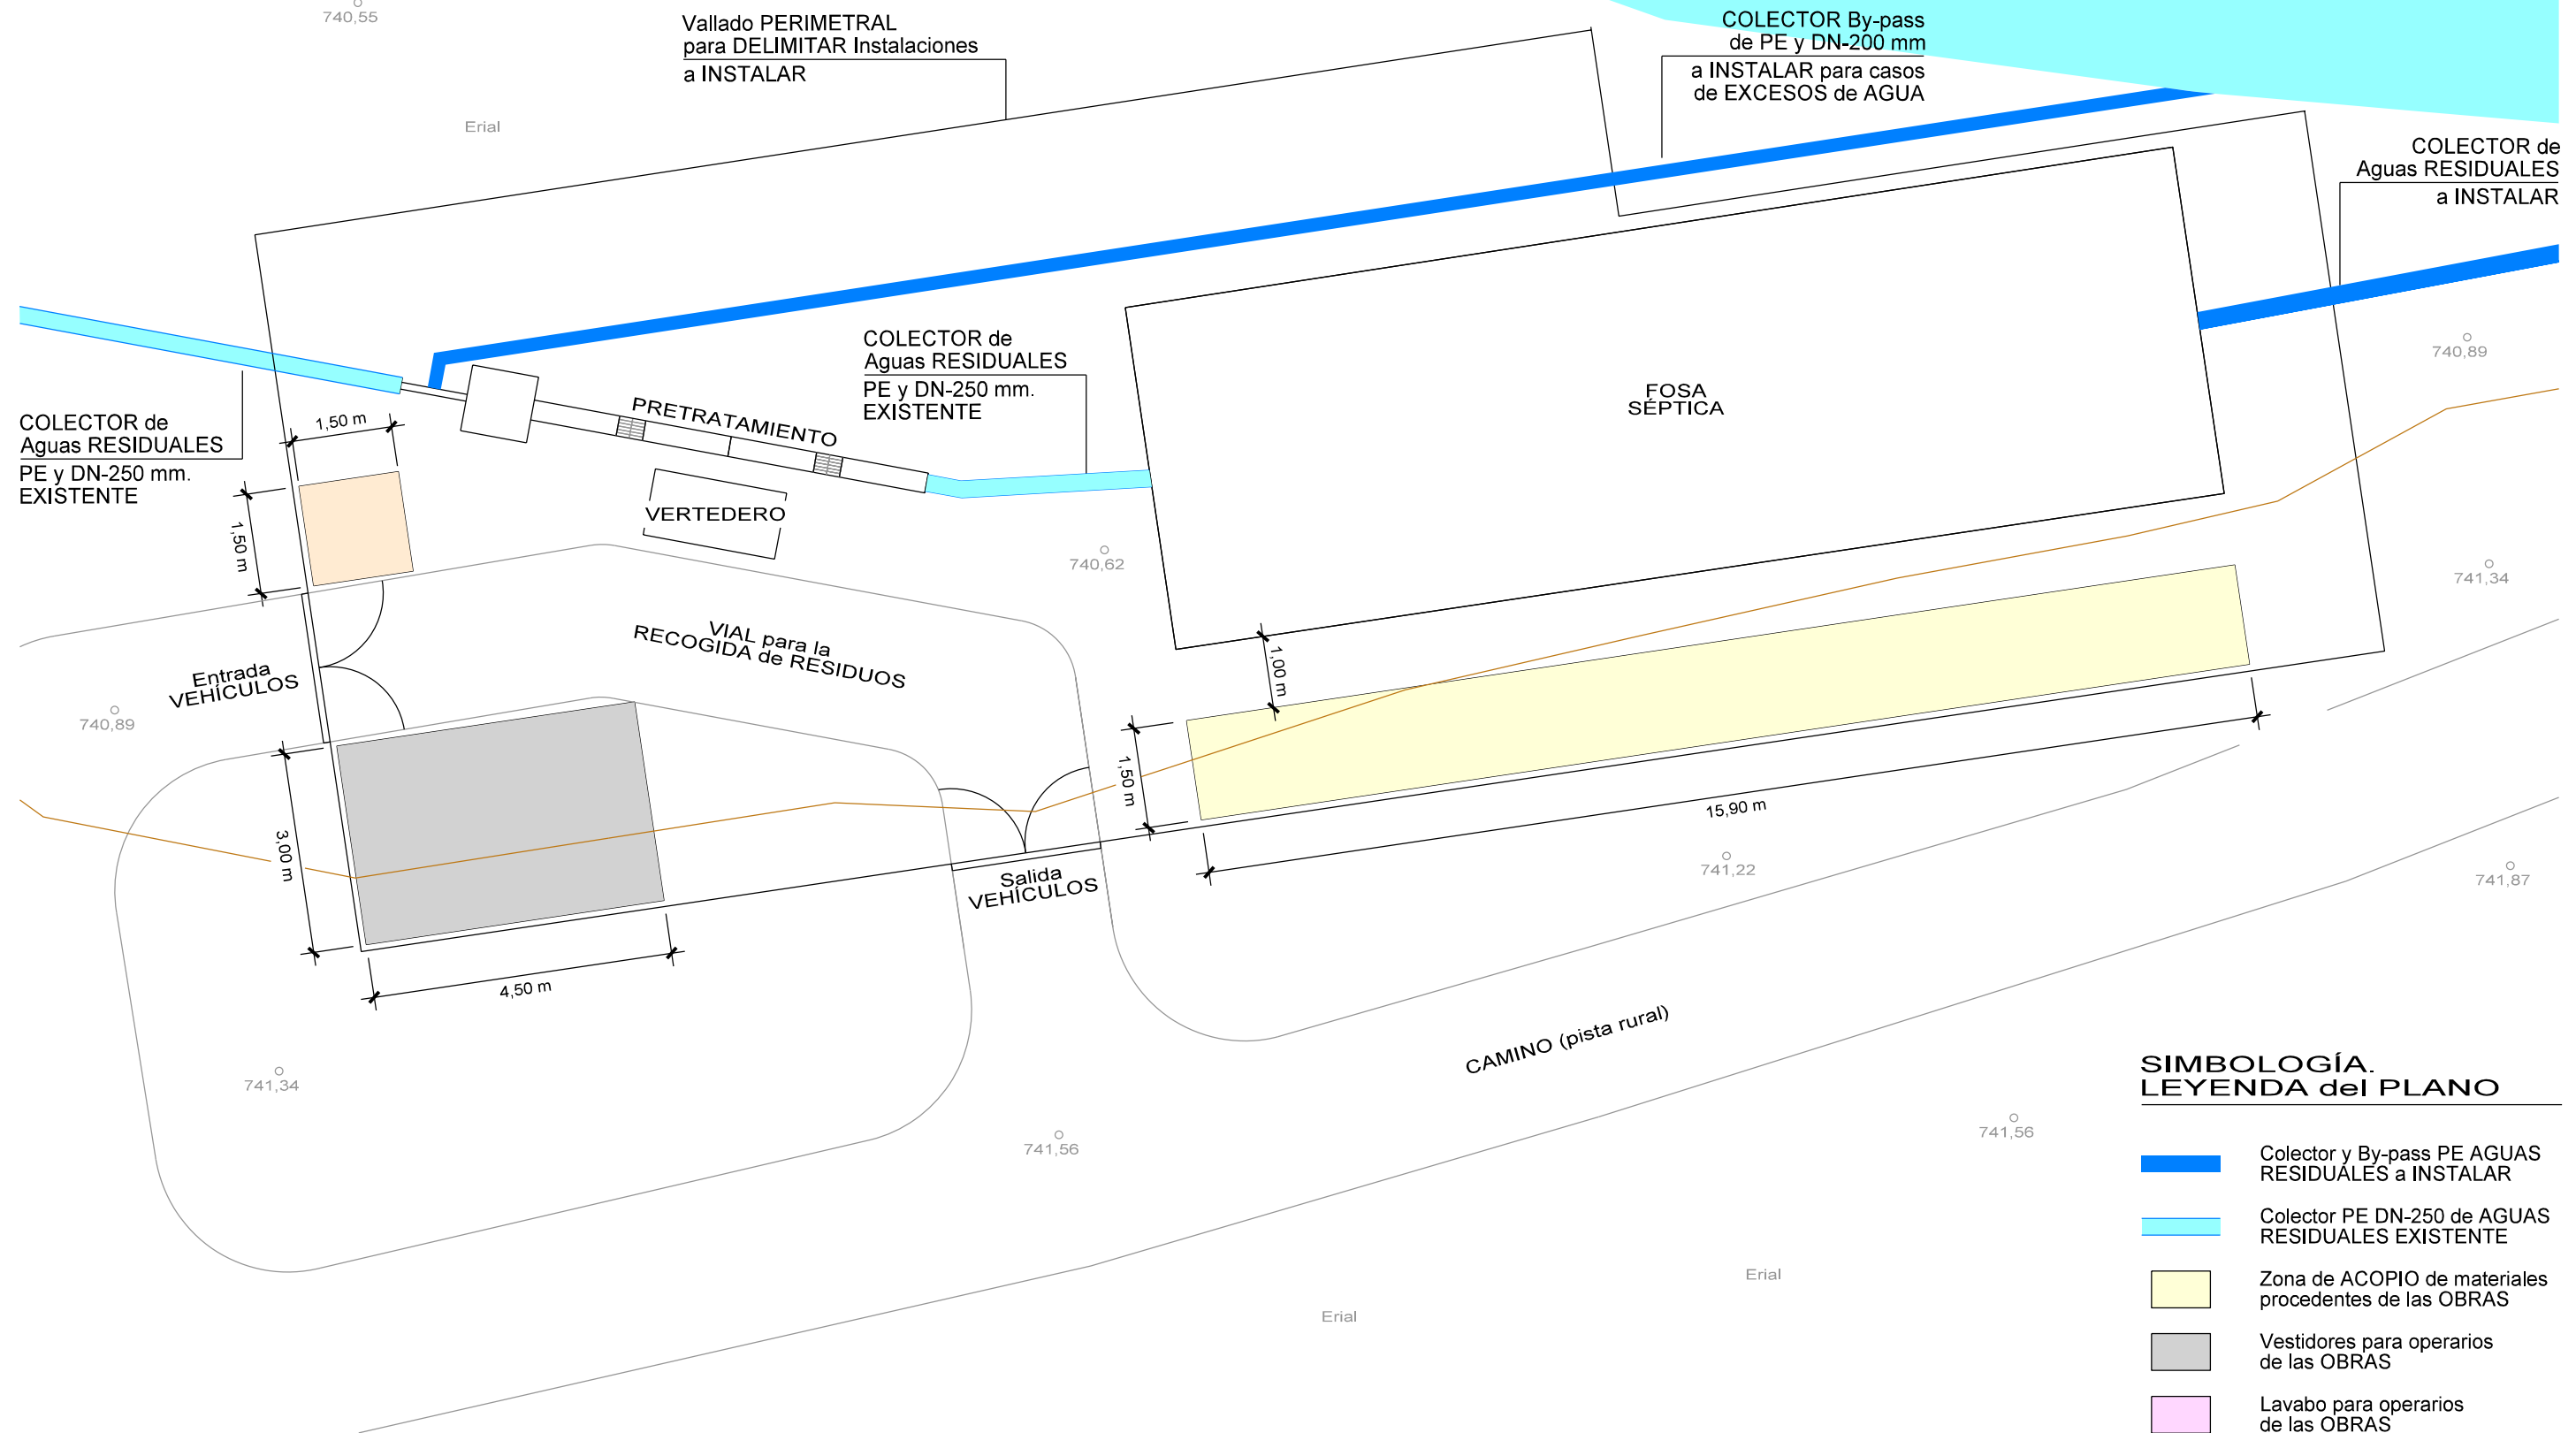 740,55
Vallado PERIMETRAL
para DELIMITAR Instalaciones
a INSTALAR
COLECTOR By-pass
de PE y DN-200 mm
a INSTALAR para casos
de EXCESOS de AGUA
Erial
COLECTOR de
Aguas RESIDUALES
a INSTALAR
COLECTOR de
Aguas RESIDUALES
PE y DN-250 mm.
EXISTENTE
740,89
FOSA
SÉPTICA
COLECTOR de
Aguas RESIDUALES
PE y DN-250 mm.
EXISTENTE
1,50 m
PRETRATAMIENTO
1,50 m
VERTEDERO
740,62
741,34
VIAL para la
RECOGIDA de RESIDUOS
Entrada
VEHÍCULOS
1,00 m
740,89
1,50 m
15,90 m
3,00 m
Salida
VEHÍCULOS
741,22
741,87
4,50 m
CAMINO (pista rural)
741,34
741,56
741,56
Erial
Erial
SIMBOLOGÍA.
LEYENDA del PLANO
Colector y By-pass PE AGUAS
RESIDUALES a INSTALAR
Colector PE DN-250 de AGUAS
RESIDUALES EXISTENTE
Zona de ACOPIO de materiales
procedentes de las OBRAS
Vestidores para operarios
de las OBRAS
Lavabo para operarios
de las OBRAS